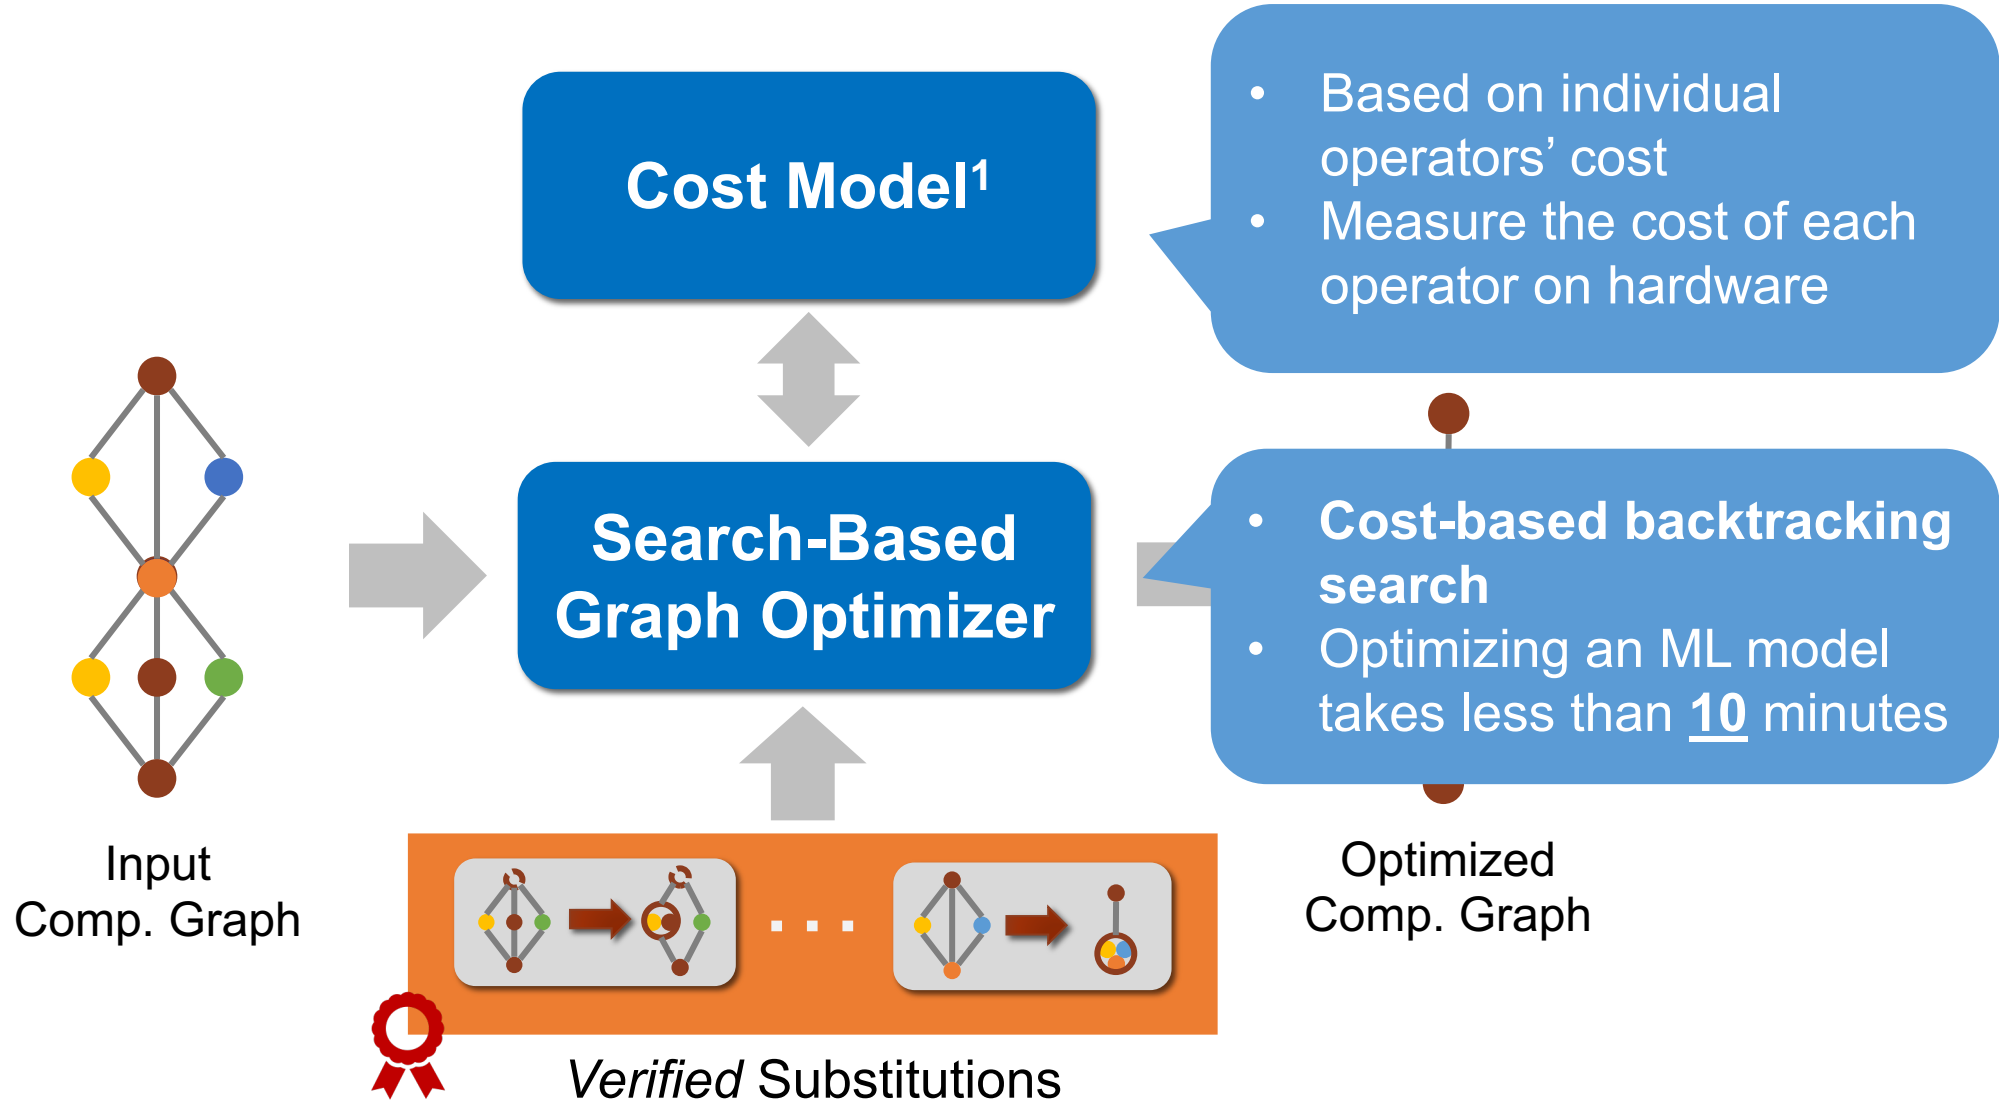 Cost Model¹
• Based on individual
operators’ cost
• Measure the cost of each
operator on hardware
Search-Based
Graph Optimizer
• Cost-based backtracking
search
• Optimizing an ML model
takes less than 10 minutes
Input
Comp. Graph
. . .
Optimized
Comp. Graph
Verified Substitutions